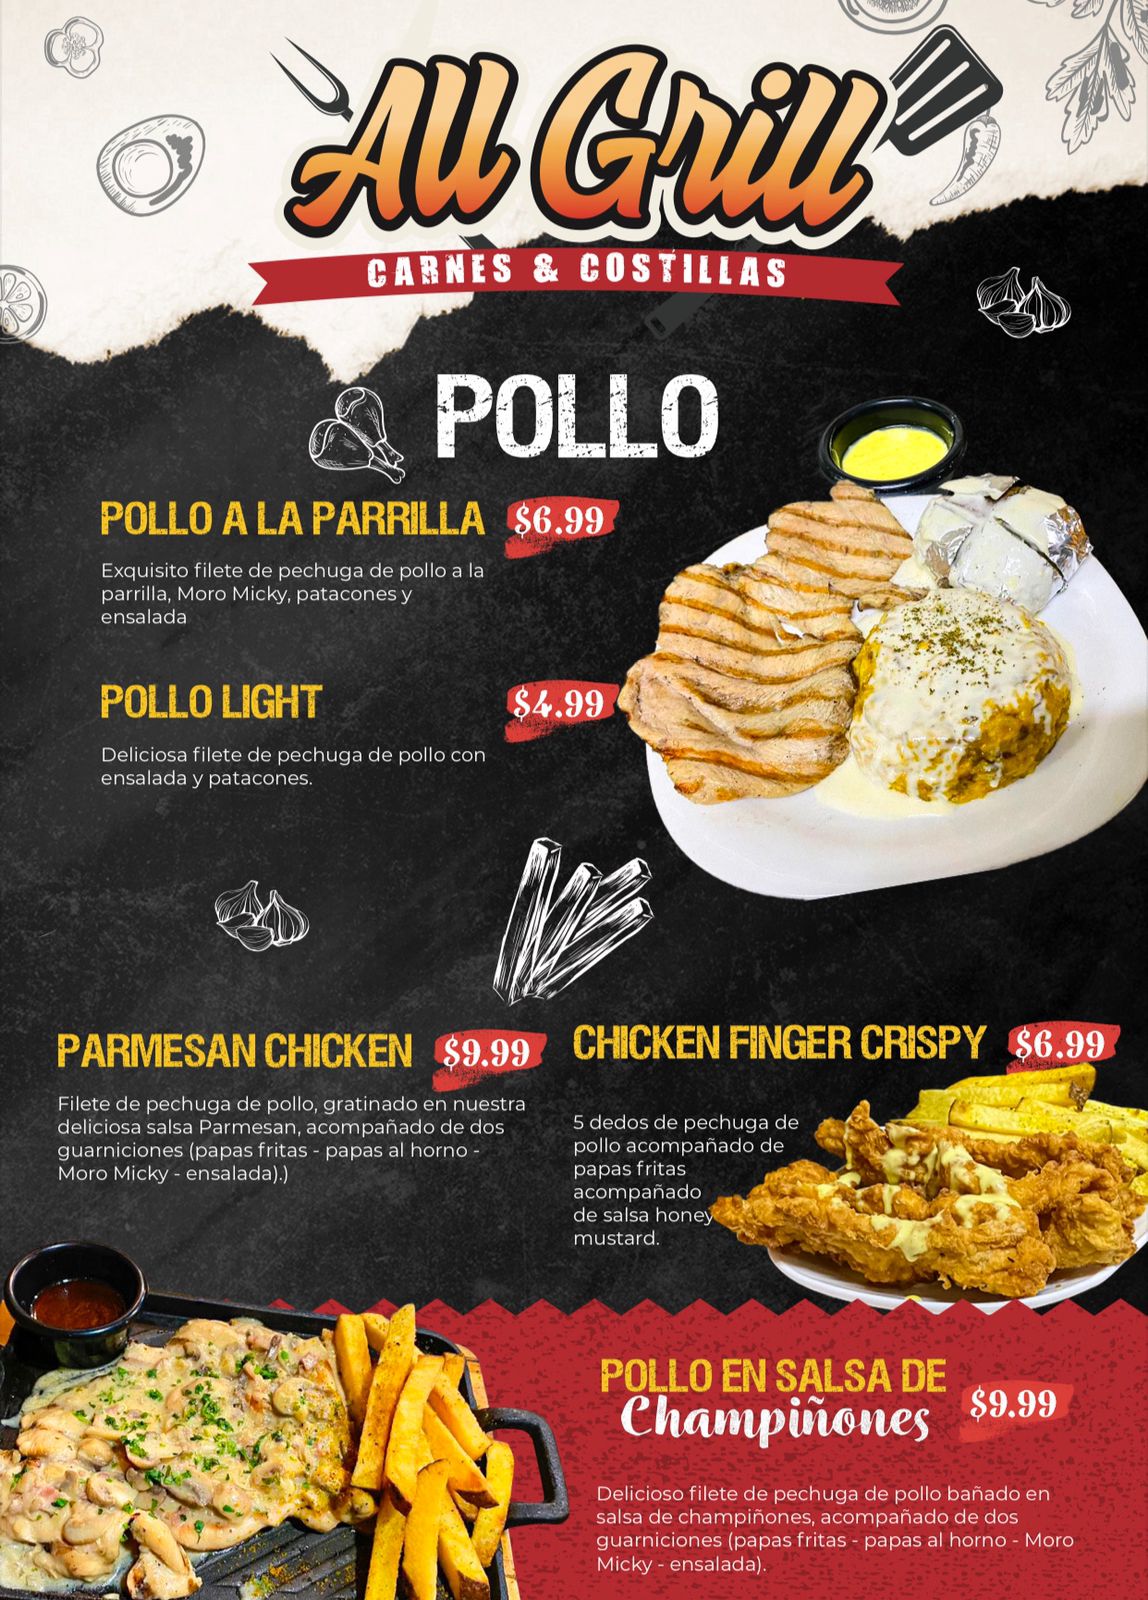 All Grill
CARNES & COSTILLAS
POLLO
POLLO A LA PARRILLA $6.99
Exquisito filete de pechuga de pollo a la
parrilla, Moro Micky, patacones y
ensalada
POLLO LIGHT $4.99
Deliciosa filete de pechuga de pollo con
ensalada y patacones.
PARMESAN CHICKEN $9.99
Filete de pechuga de pollo, gratinado en nuestra
deliciosa salsa Parmesan, acompañado de dos
guarniciones (papas fritas - papas al horno -
Moro Micky - ensalada).)
CHICKEN FINGER CRISPY $6.99
5 dedos de pechuga de
pollo acompañado de
papas fritas
acompañado
de salsa honey
mustard.
POLLO EN SALSA DE
Champiñones $9.99
Delicioso filete de pechuga de pollo bañado en
salsa de champiñones, acompañado de dos
guarniciones (papas fritas - papas al horno - Moro
Micky - ensalada).